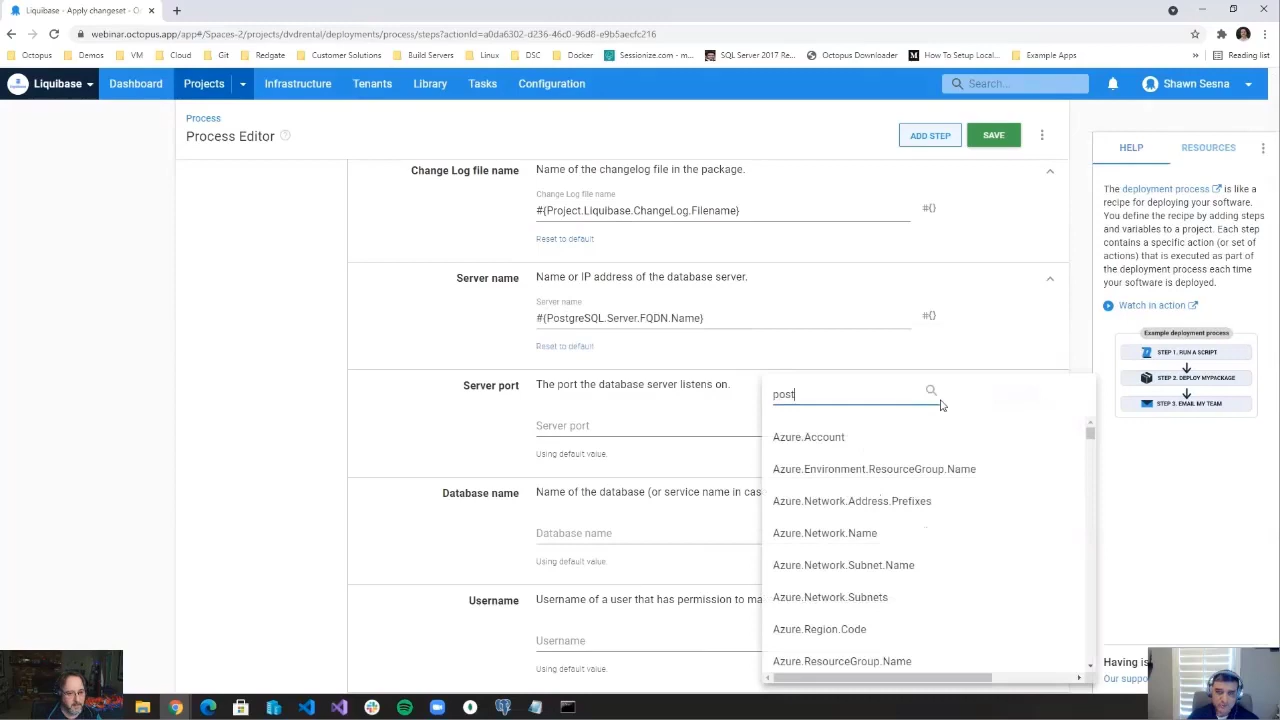 Liquibase - Apply changeset - O
webinar.octopus.app/app#/Spaces-2/projects/dvdrental/deployments/process/steps?actionId=a0da6302-d236-46c0-96d8-e9b5aecfc216
Octopus Demos VM Cloud Git Redgate Customer Solutions Build Servers Linux DSC Docker Sessionize.com - m... SQL Server 2017 Re... Octopus Downloader How To Setup Local... Example Apps Reading list
Liquibase Dashboard Projects Infrastructure Tenants Library Tasks Configuration Search... Shawn Sesna
Process
Process Editor
ADD STEP SAVE
Change Log file name
Name of the changelog file in the package.
Change Log file name
#{Project.Liquibase.ChangeLog.Filename}
#{}
Reset to default
Server name
Name or IP address of the database server.
Server name
#{PostgreSQL.Server.FQDN.Name}
#{}
Reset to default
Server port
The port the database server listens on.
Server port
Using default value.
Database name
Name of the database (or service name in cas
Database name
Using default value.
Username
Username of a user that has permission to ma
Username
Using default value.
post
Azure.Account
Azure.Environment.ResourceGroup.Name
Azure.Network.Address.Prefixes
Azure.Network.Name
Azure.Network.Subnet.Name
Azure.Network.Subnets
Azure.Region.Code
Azure.ResourceGroup.Name
HELP RESOURCES
The deployment process is like a
recipe for deploying your software.
You define the recipe by adding steps
and variables to a project. Each step
contains a specific action (or set of
actions) that is executed as part of
the deployment process each time
your software is deployed.
Watch in action
Example deployment process
STEP 1. RUN A SCRIPT
STEP 2. DEPLOY MYPACKAGE
STEP 3. EMAIL MY TEAM
Having is
Our suppo